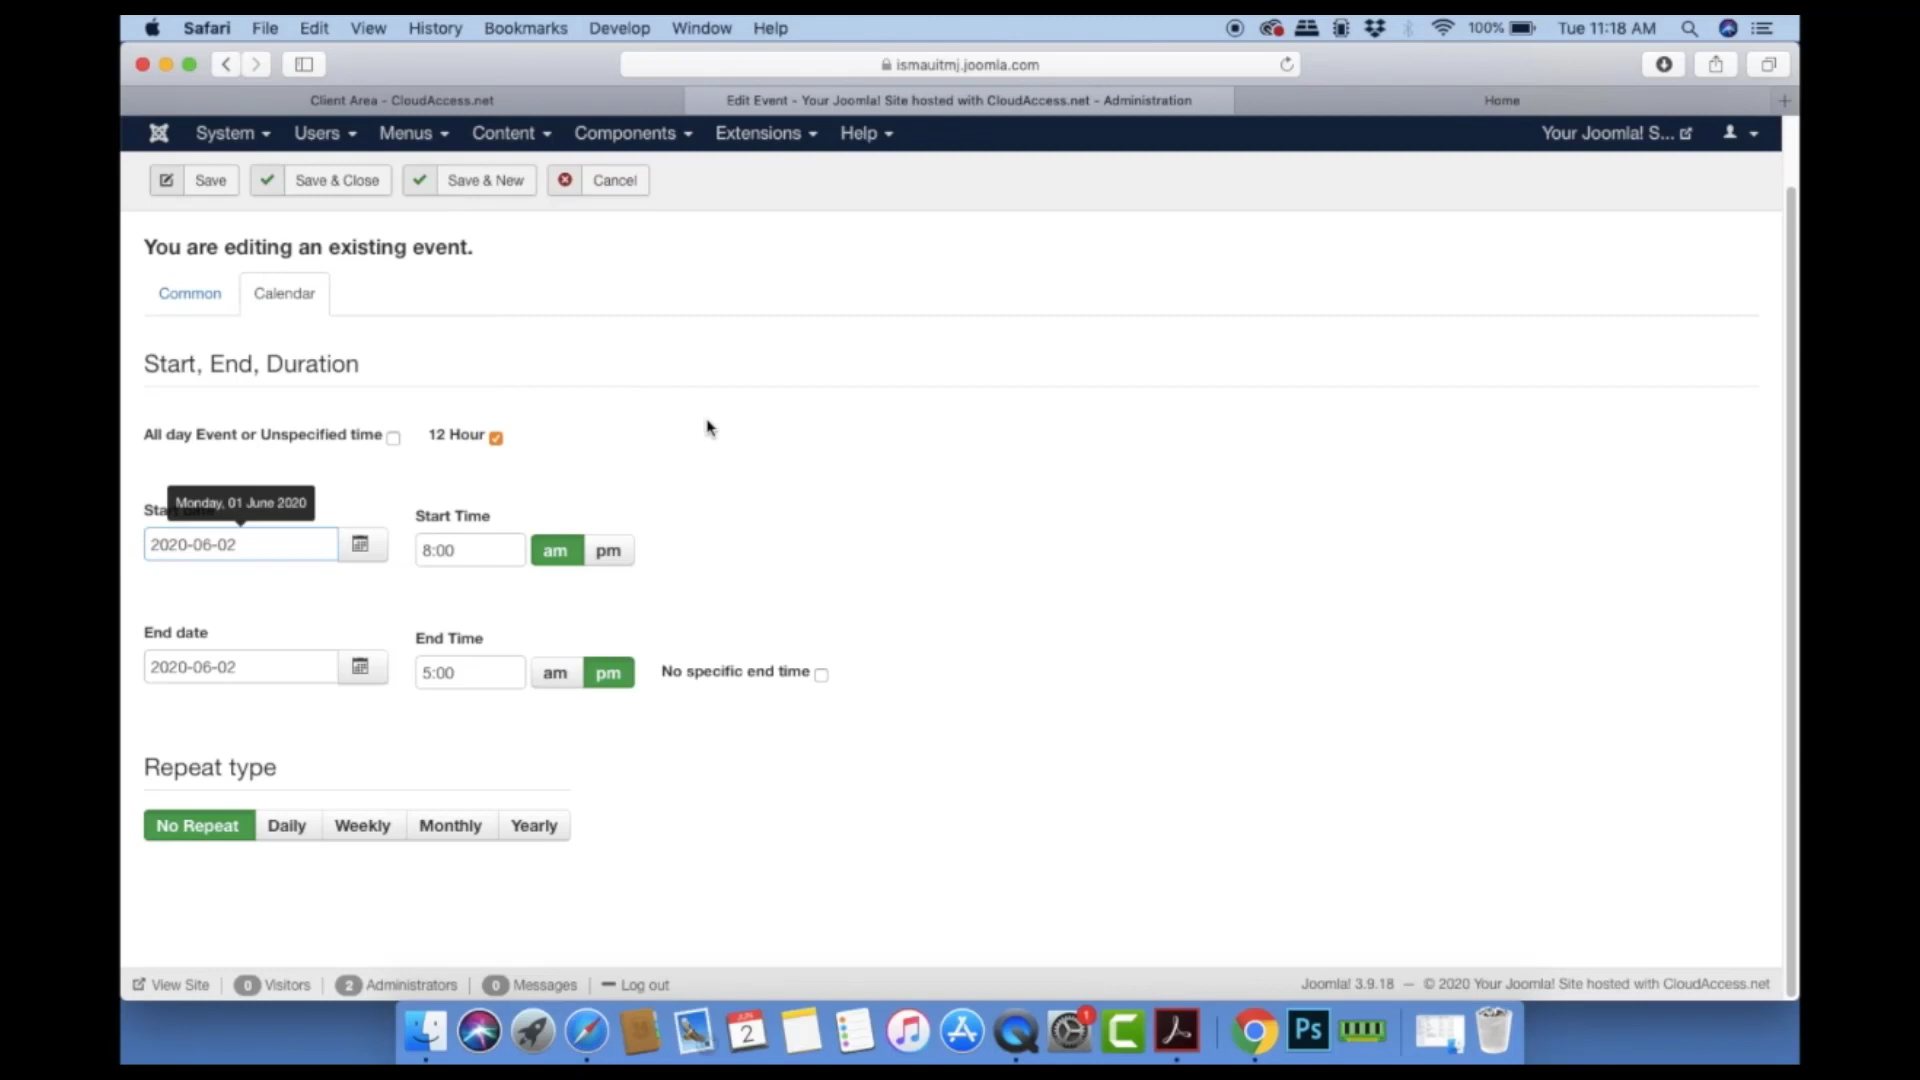 Safari File Edit View History Bookmarks Develop Window Help 100% Tue 11:18 AM
ismauitmj.joomla.com
Client Area - CloudAccess.net Edit Event - Your Joomla! Site hosted with CloudAccess.net - Administration Home
System Users Menus Content Components Extensions Help Your Joomla! S...
Save Save & Close Save & New Cancel
You are editing an existing event.
Common Calendar
Start, End, Duration
All day Event or Unspecified time 12 Hour
Monday, 01 June 2020
Start Time
2020-06-02 8:00 am pm
End date End Time
2020-06-02 5:00 am pm No specific end time
Repeat type
No Repeat Daily Weekly Monthly Yearly
View Site 0 Visitors 2 Administrators 0 Messages Log out Joomla! 3.9.18 — © 2020 Your Joomla! Site hosted with CloudAccess.net
JUN 2 1 Ps